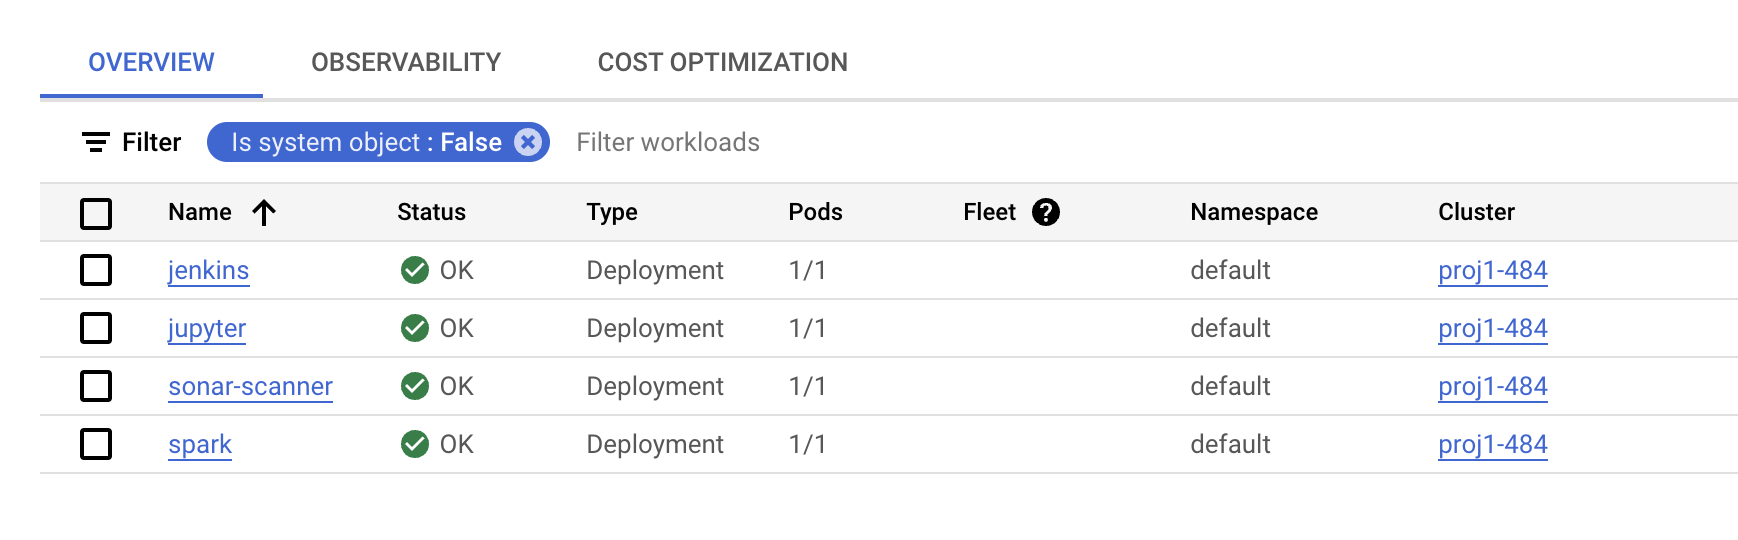 OVERVIEW OBSERVABILITY COST OPTIMIZATION
Filter Is system object : False Filter workloads
Name Status Type Pods Fleet ? Namespace Cluster
jenkins OK Deployment 1/1 default proj1-484
jupyter OK Deployment 1/1 default proj1-484
sonar-scanner OK Deployment 1/1 default proj1-484
spark OK Deployment 1/1 default proj1-484